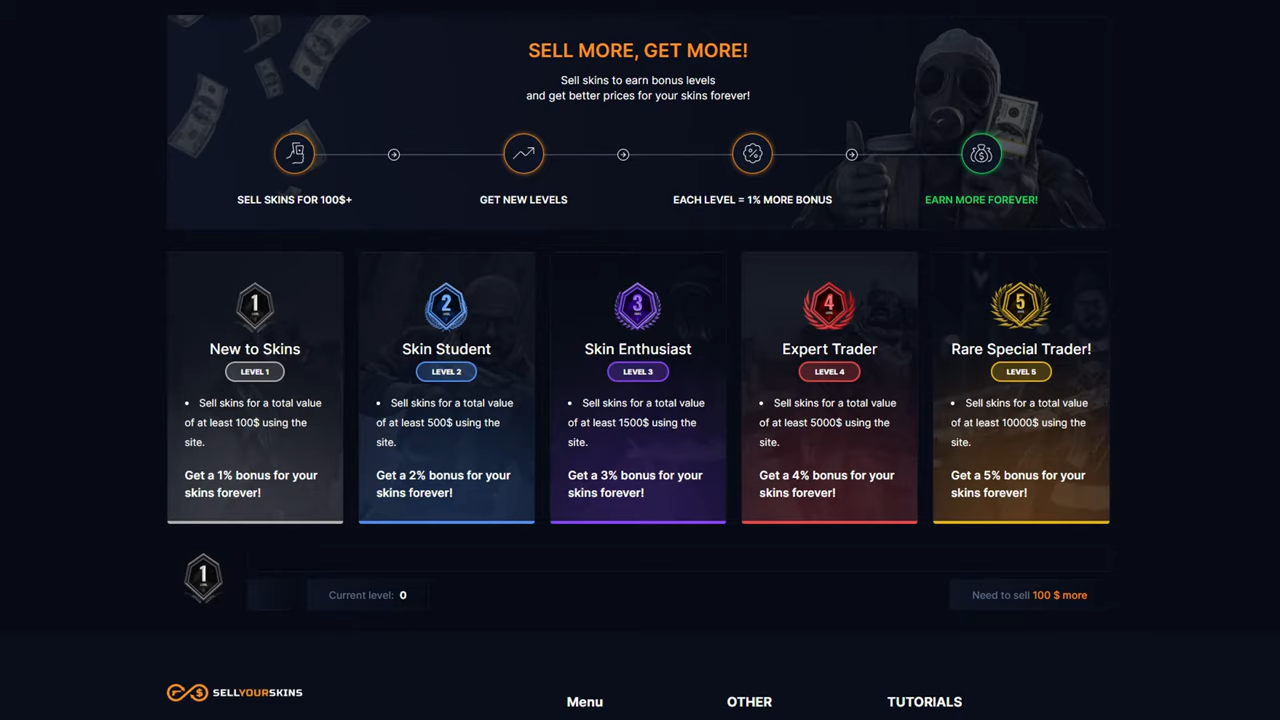 SELL MORE, GET MORE!
Sell skins to earn bonus levels
and get better prices for your skins forever!
SELL SKINS FOR 100$+
GET NEW LEVELS
EACH LEVEL = 1% MORE BONUS
EARN MORE FOREVER!
1
New to Skins
LEVEL 1
• Sell skins for a total value
of at least 100$ using the
site.
Get a 1% bonus for your
skins forever!
2
Skin Student
LEVEL 2
• Sell skins for a total value
of at least 500$ using the
site.
Get a 2% bonus for your
skins forever!
3
Skin Enthusiast
LEVEL 3
• Sell skins for a total value
of at least 1500$ using the
site.
Get a 3% bonus for your
skins forever!
4
Expert Trader
LEVEL 4
• Sell skins for a total value
of at least 5000$ using the
site.
Get a 4% bonus for your
skins forever!
5
Rare Special Trader!
LEVEL 5
• Sell skins for a total value
of at least 10000$ using the
site.
Get a 5% bonus for your
skins forever!
1
Current level: 0
Need to sell 100 $ more
SELLYOURSKINS
Menu
OTHER
TUTORIALS